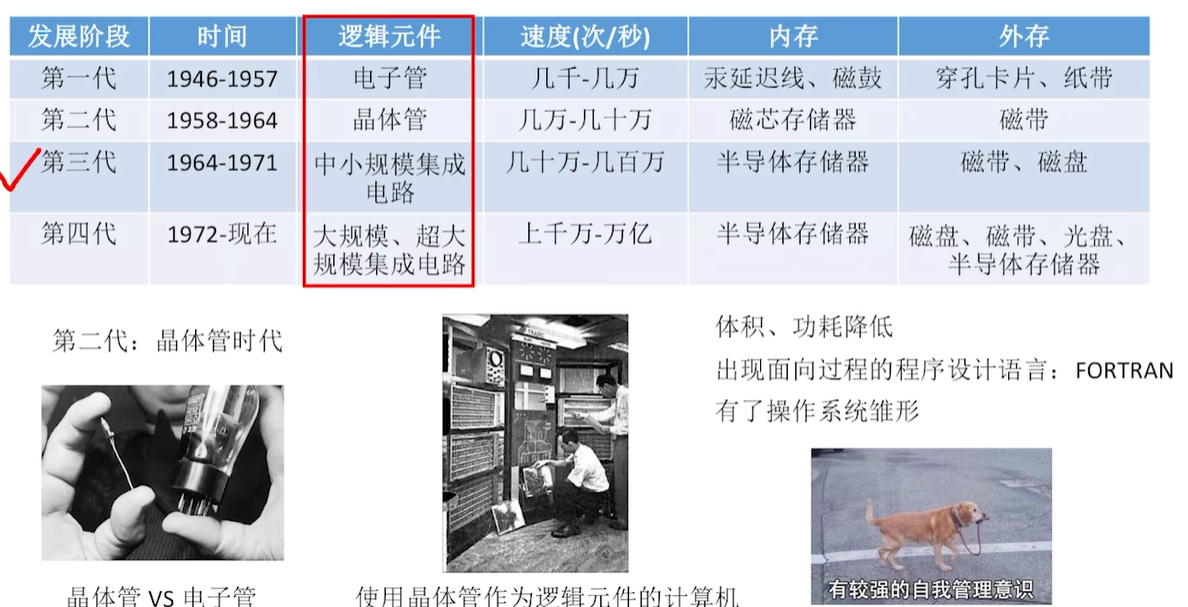 发展阶段 时间 逻辑元件 速度(次/秒) 内存 外存
第一代 1946-1957 电子管 几千-几万 汞延迟线、磁鼓 穿孔卡片、纸带
第二代 1958-1964 晶体管 几万-几十万 磁芯存储器 磁带
第三代 1964-1971 中小规模集成 几十万-几百万 半导体存储器 磁带、磁盘
电路
第四代 1972-现在 大规模、超大 上千万-万亿 半导体存储器 磁盘、磁带、光盘、
规模集成电路 半导体存储器
第二代：晶体管时代
体积、功耗降低
出现面向过程的程序设计语言：FORTRAN
有了操作系统雏形
TRADIC
有较强的自我管理意识
晶体管 VS 电子管
使用晶体管作为逻辑元件的计算机